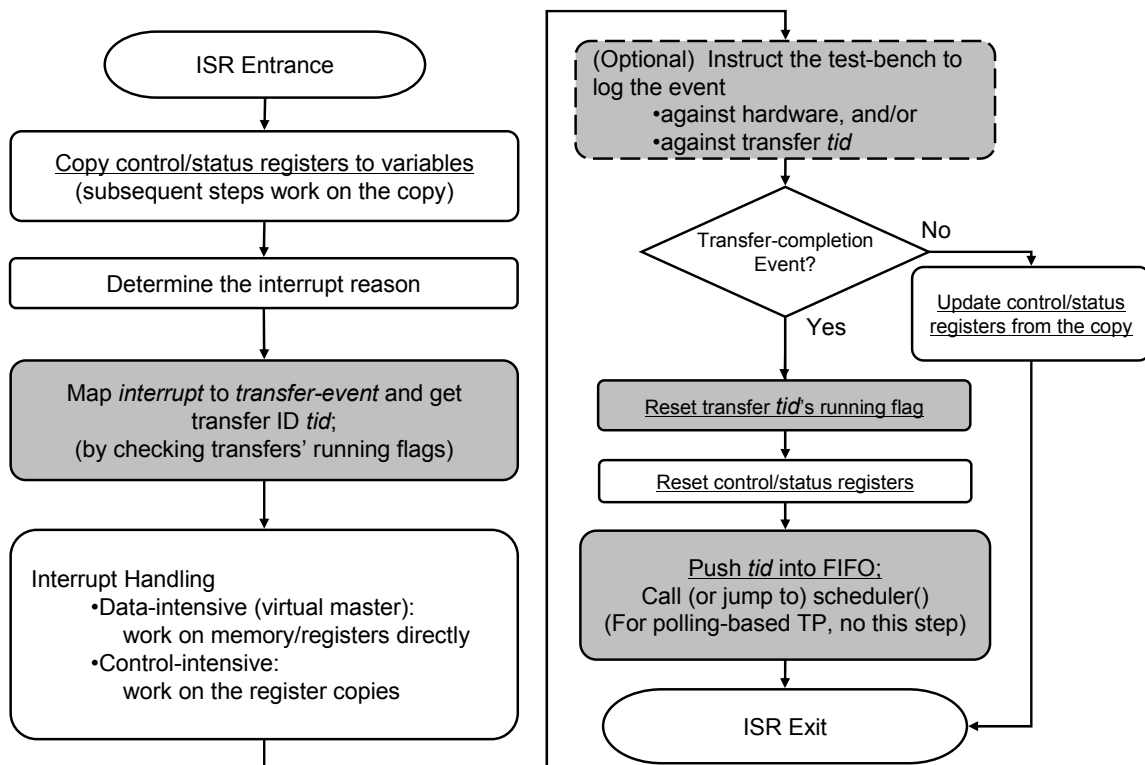 ISR Entrance
Copy control/status registers to variables
(subsequent steps work on the copy)
Determine the interrupt reason
Map interrupt to transfer-event and get
transfer ID tid;
(by checking transfers’ running flags)
Interrupt Handling
•Data-intensive (virtual master):
work on memory/registers directly
•Control-intensive:
work on the register copies
(Optional) Instruct the test-bench to
log the event
•against hardware, and/or
•against transfer tid
Transfer-completion
Event?
No
Update control/status
registers from the copy
Yes
Reset transfer tid’s running flag
Reset control/status registers
Push tid into FIFO;
Call (or jump to) scheduler()
(For polling-based TP, no this step)
ISR Exit